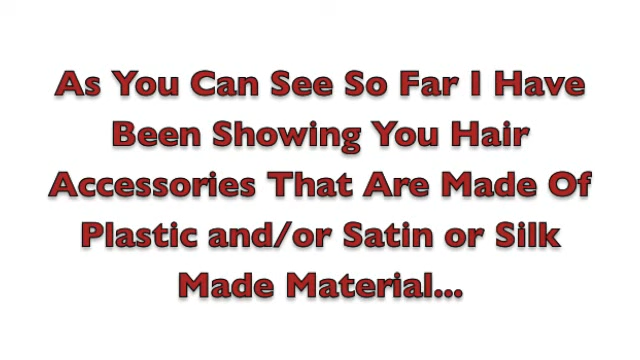 As You Can See So Far I Have
Been Showing You Hair
Accessories That Are Made Of
Plastic and/or Satin or Silk
Made Material...